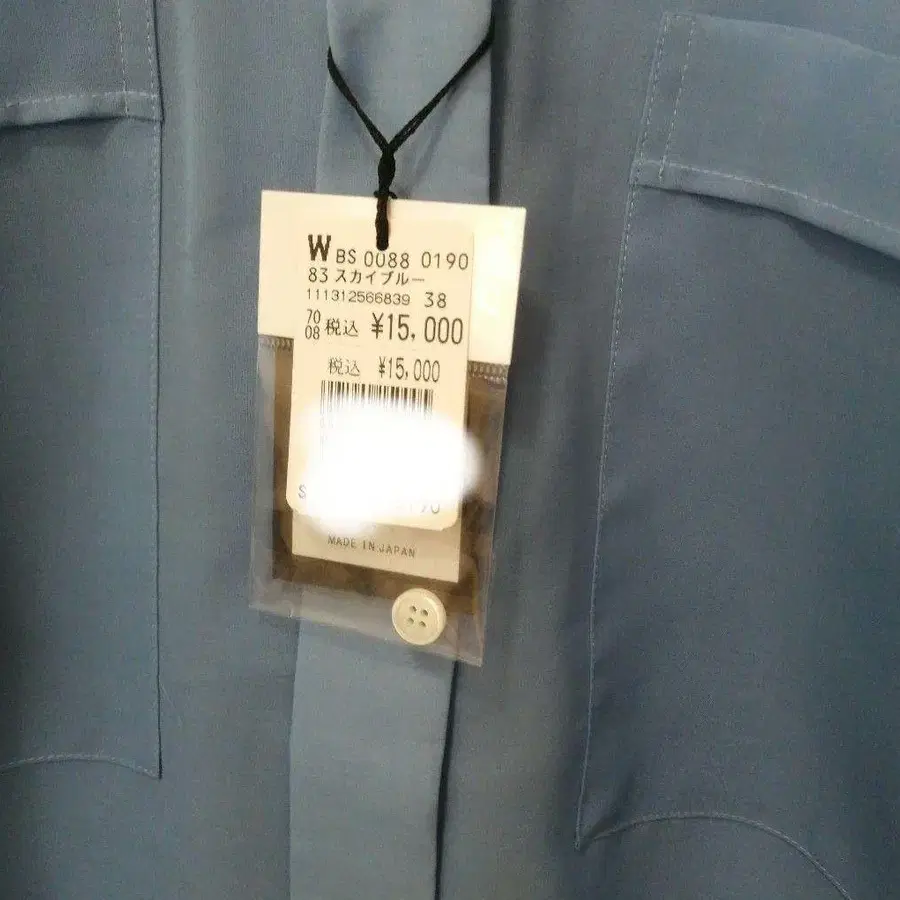 W BS 0088 0190
83 スカイブルー
111312566839 38
70
08 税込 ¥15,000
税込 ¥15,000
MADE IN JAPAN